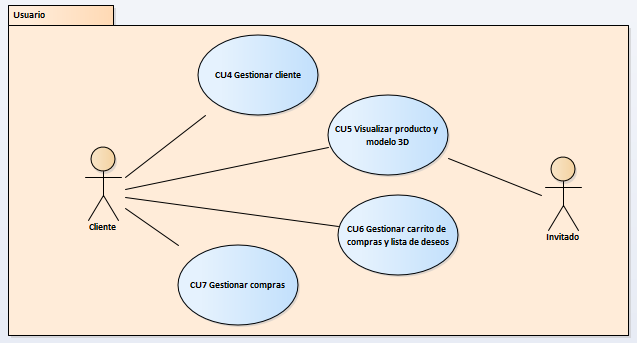 Usuario
CU4 Gestionar cliente
CU5 Visualizar producto y
modelo 3D
Cliente
Invitado
CU6 Gestionar carrito de
compras y lista de deseos
CU7 Gestionar compras